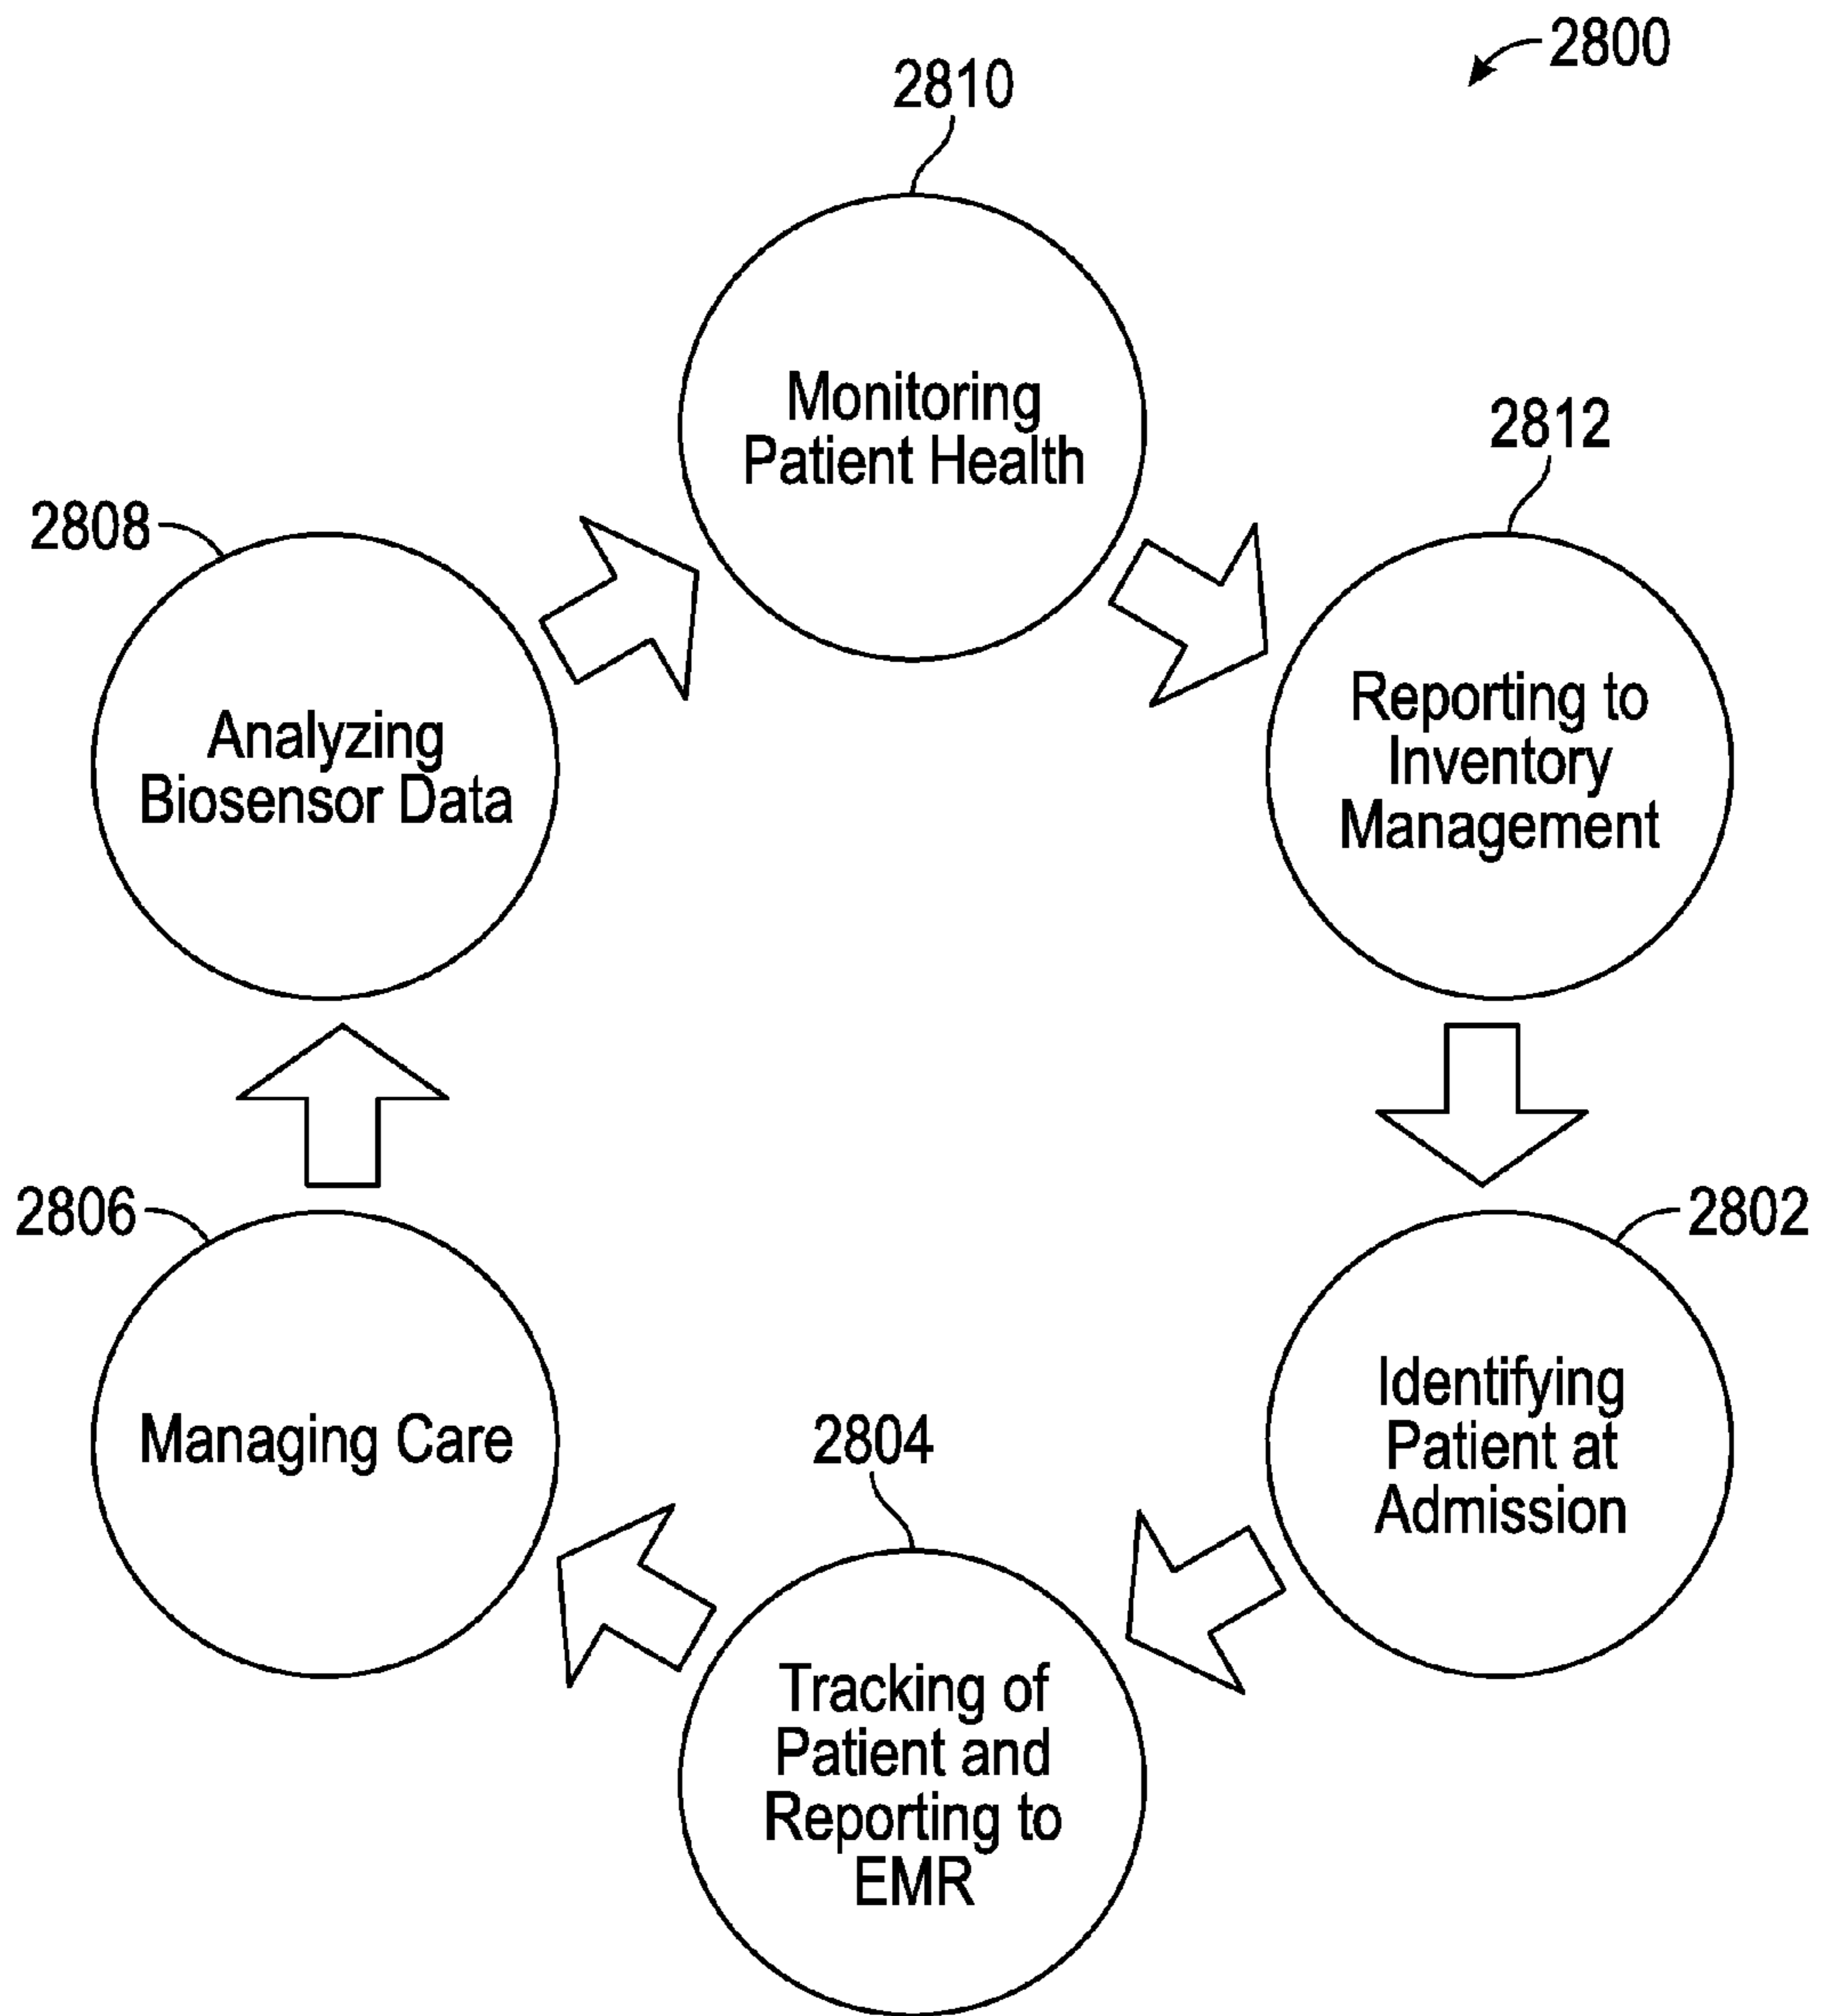 2800
2810
Monitoring
Patient Health
2812
Reporting to
Inventory
Management
2808
Analyzing
Biosensor Data
2806
Managing Care
2802
Identifying
Patient at
Admission
2804
Tracking of
Patient and
Reporting to
EMR